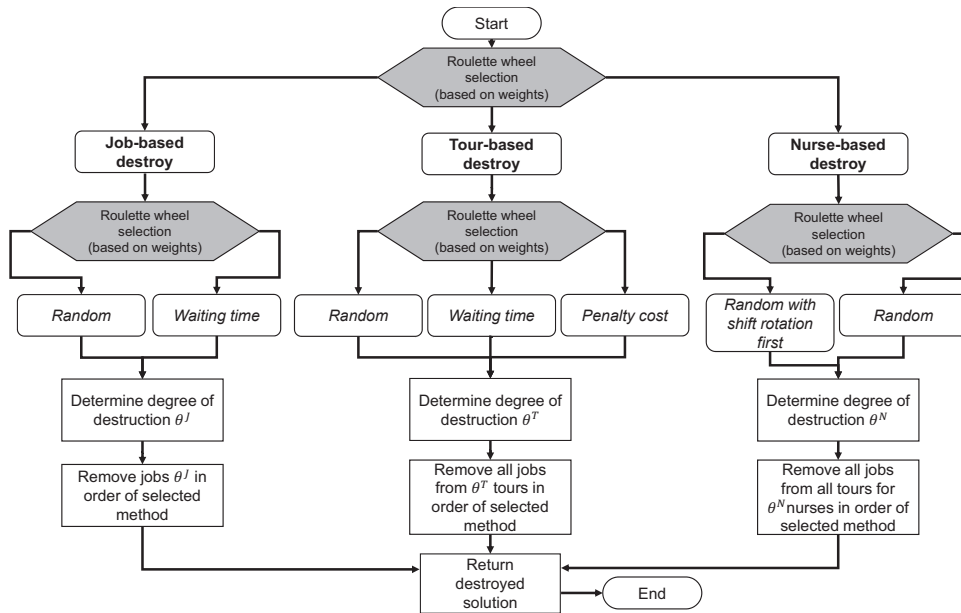 Start
Roulette wheel
selection
(based on weights)
Job-based
destroy
Tour-based
destroy
Nurse-based
destroy
Roulette wheel
selection
(based on weights)
Roulette wheel
selection
(based on weights)
Roulette wheel
selection
(based on weights)
Random
Waiting time
Random
Waiting time
Penalty cost
Random with
shift rotation
first
Random
Determine degree of
destruction θ^J
Determine degree of
destruction θ^T
Determine degree of
destruction θ^N
Remove jobs θ^J in
order of selected
method
Remove all jobs
from θ^T tours in
order of selected
method
Remove all jobs
from all tours for
θ^N nurses in order of
selected method
Return
destroyed
solution
End